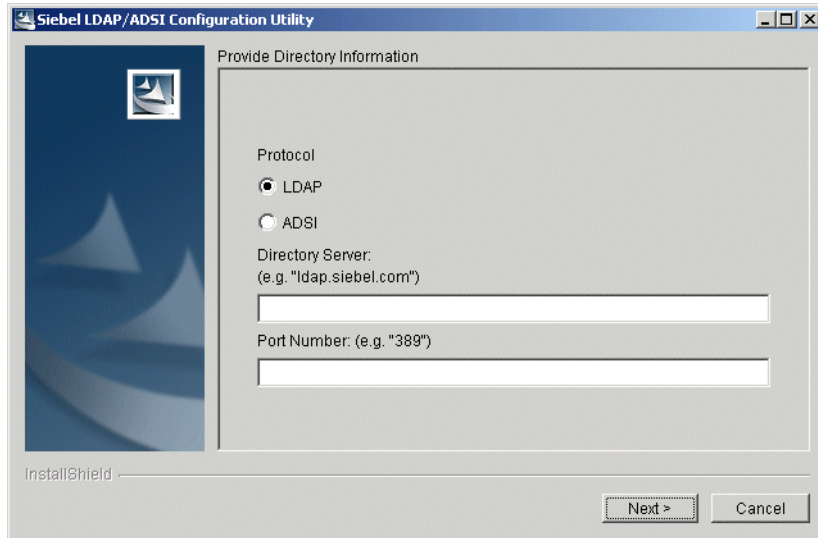 Siebel LDAP/ADSI Configuration Utility
Provide Directory Information
Protocol
LDAP
ADSI
Directory Server:
(e.g. "ldap.siebel.com")
Port Number: (e.g. "389")
InstallShield
Next >
Cancel